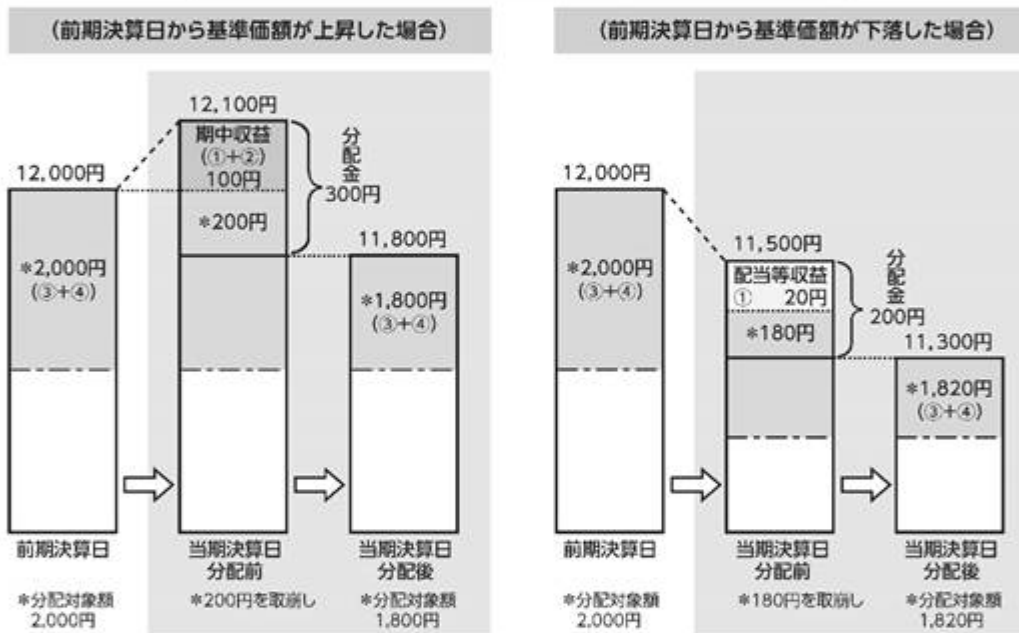 (前期決算日から基準価額が上昇した場合)
12,100円
期中収益
(①+②)
100円
*200円
分配金
300円
12,000円
*2,000円
(③+④)
11,800円
*1,800円
(③+④)
前期決算日
当期決算日
分配前
当期決算日
分配後
*分配対象額
2,000円
*200円を取崩し
*分配対象額
1,800円
(前期決算日から基準価額が下落した場合)
12,000円
*2,000円
(③+④)
11,500円
配当等収益
① 20円
*180円
分配金
200円
11,300円
*1,820円
(③+④)
前期決算日
当期決算日
分配前
当期決算日
分配後
*分配対象額
2,000円
*180円を取崩し
*分配対象額
1,820円